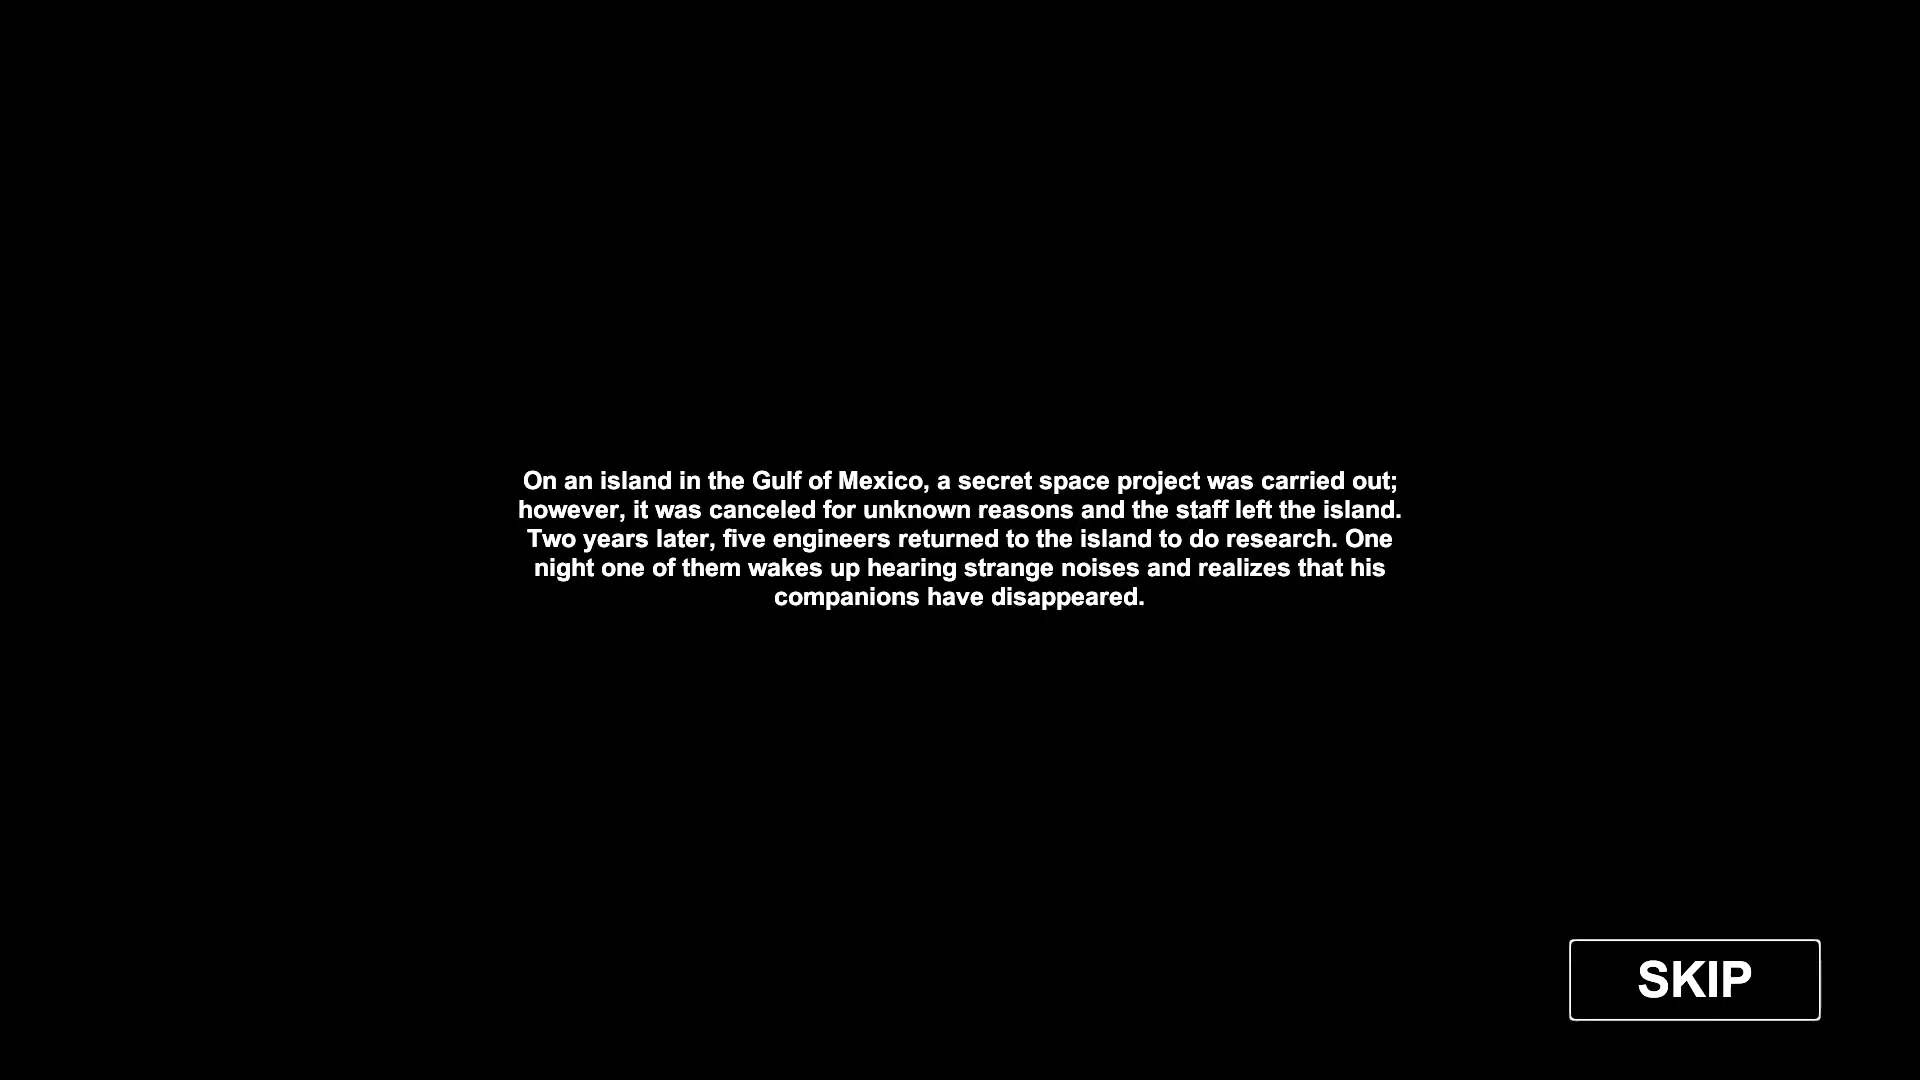 On an island in the Gulf of Mexico, a secret space project was carried out;
however, it was canceled for unknown reasons and the staff left the island.
Two years later, five engineers returned to the island to do research. One
night one of them wakes up hearing strange noises and realizes that his
companions have disappeared.
SKIP